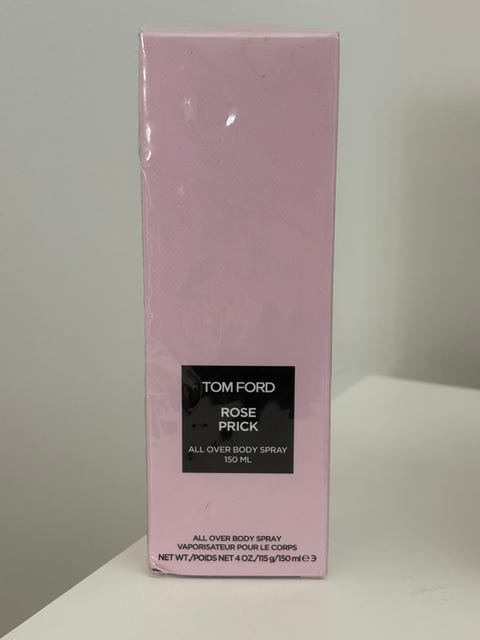 TOM FORD
ROSE
PRICK
ALL OVER BODY SPRAY
150 ML
ALL OVER BODY SPRAY
VAPORISATEUR POUR LE CORPS
NET WT./POIDS NET 4 OZ./115 g/150 ml ℮ 3